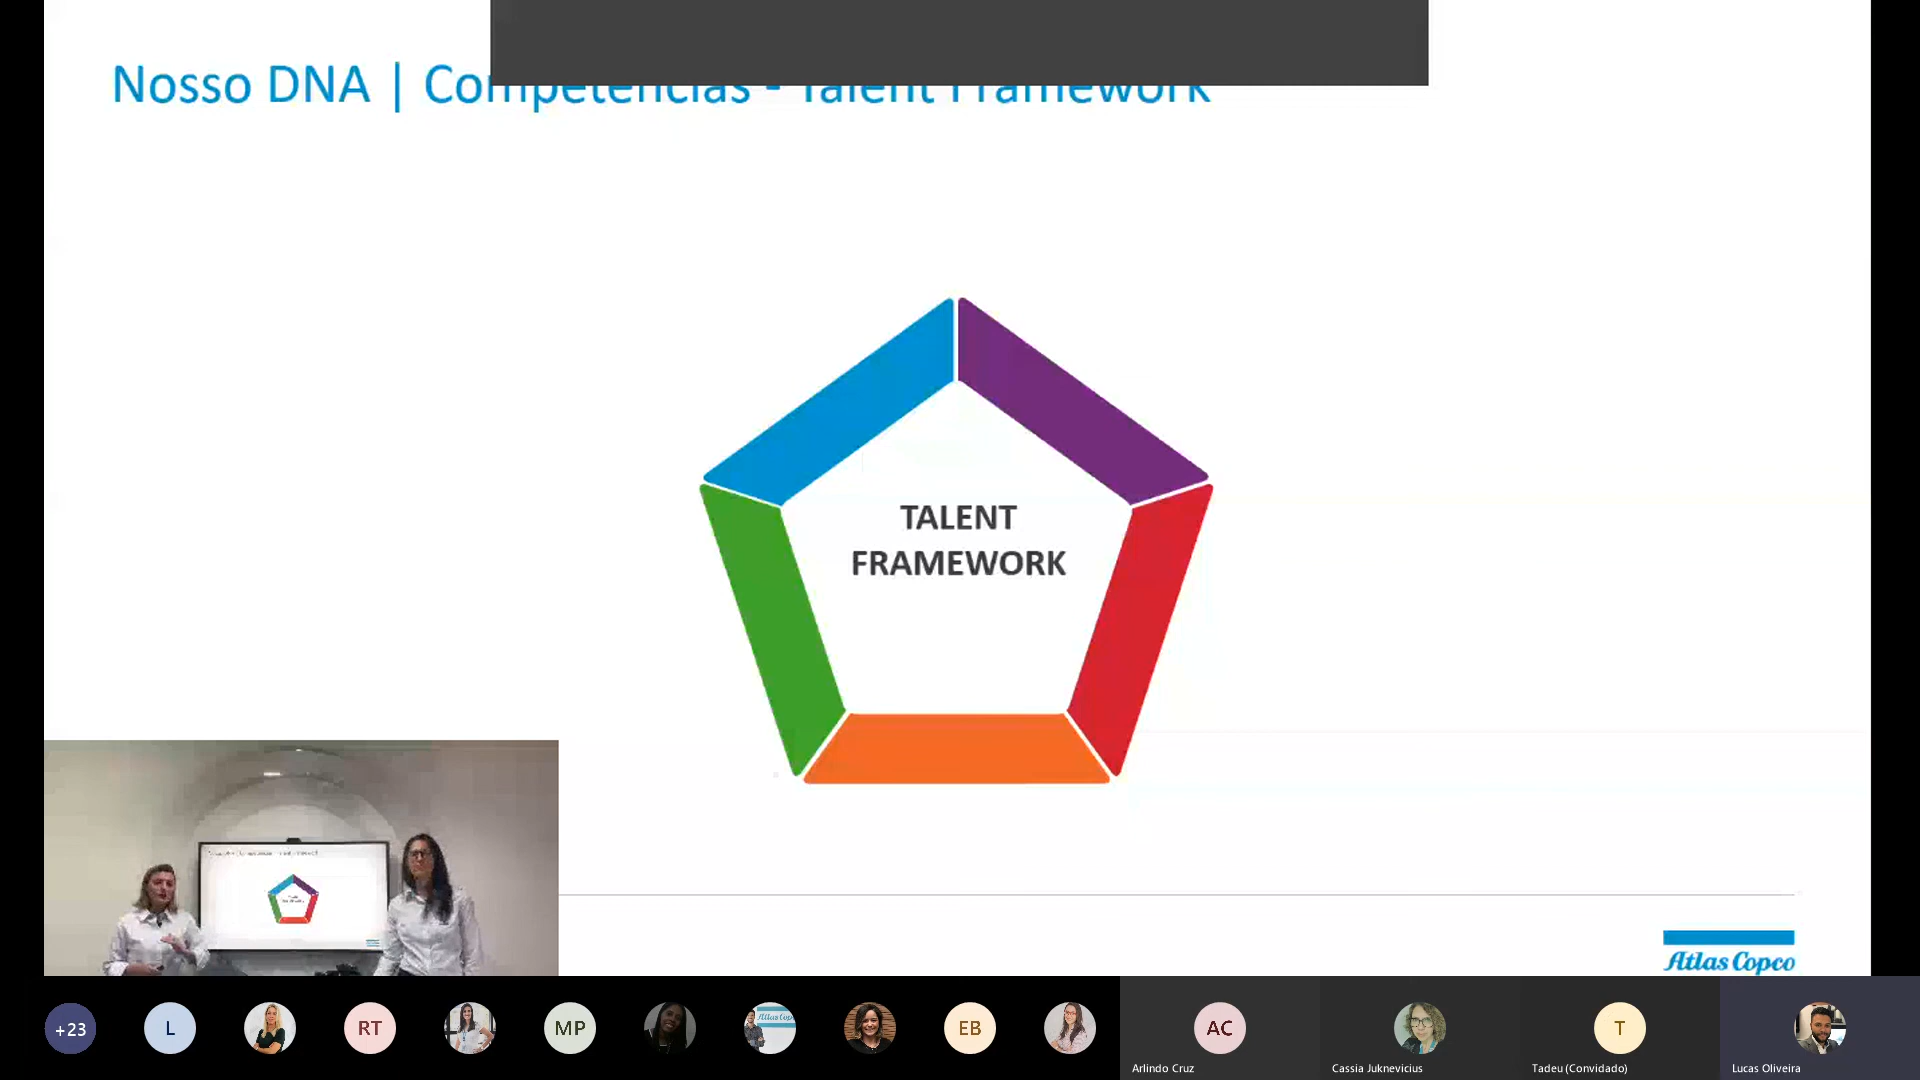 Nosso DNA | Competências - Talent Framework
TALENT
FRAMEWORK
Atlas Copco
+23
L
RT
MP
EB
AC
T
Arlindo Cruz
Cassia Juknevicius
Tadeu (Convidado)
Lucas Oliveira